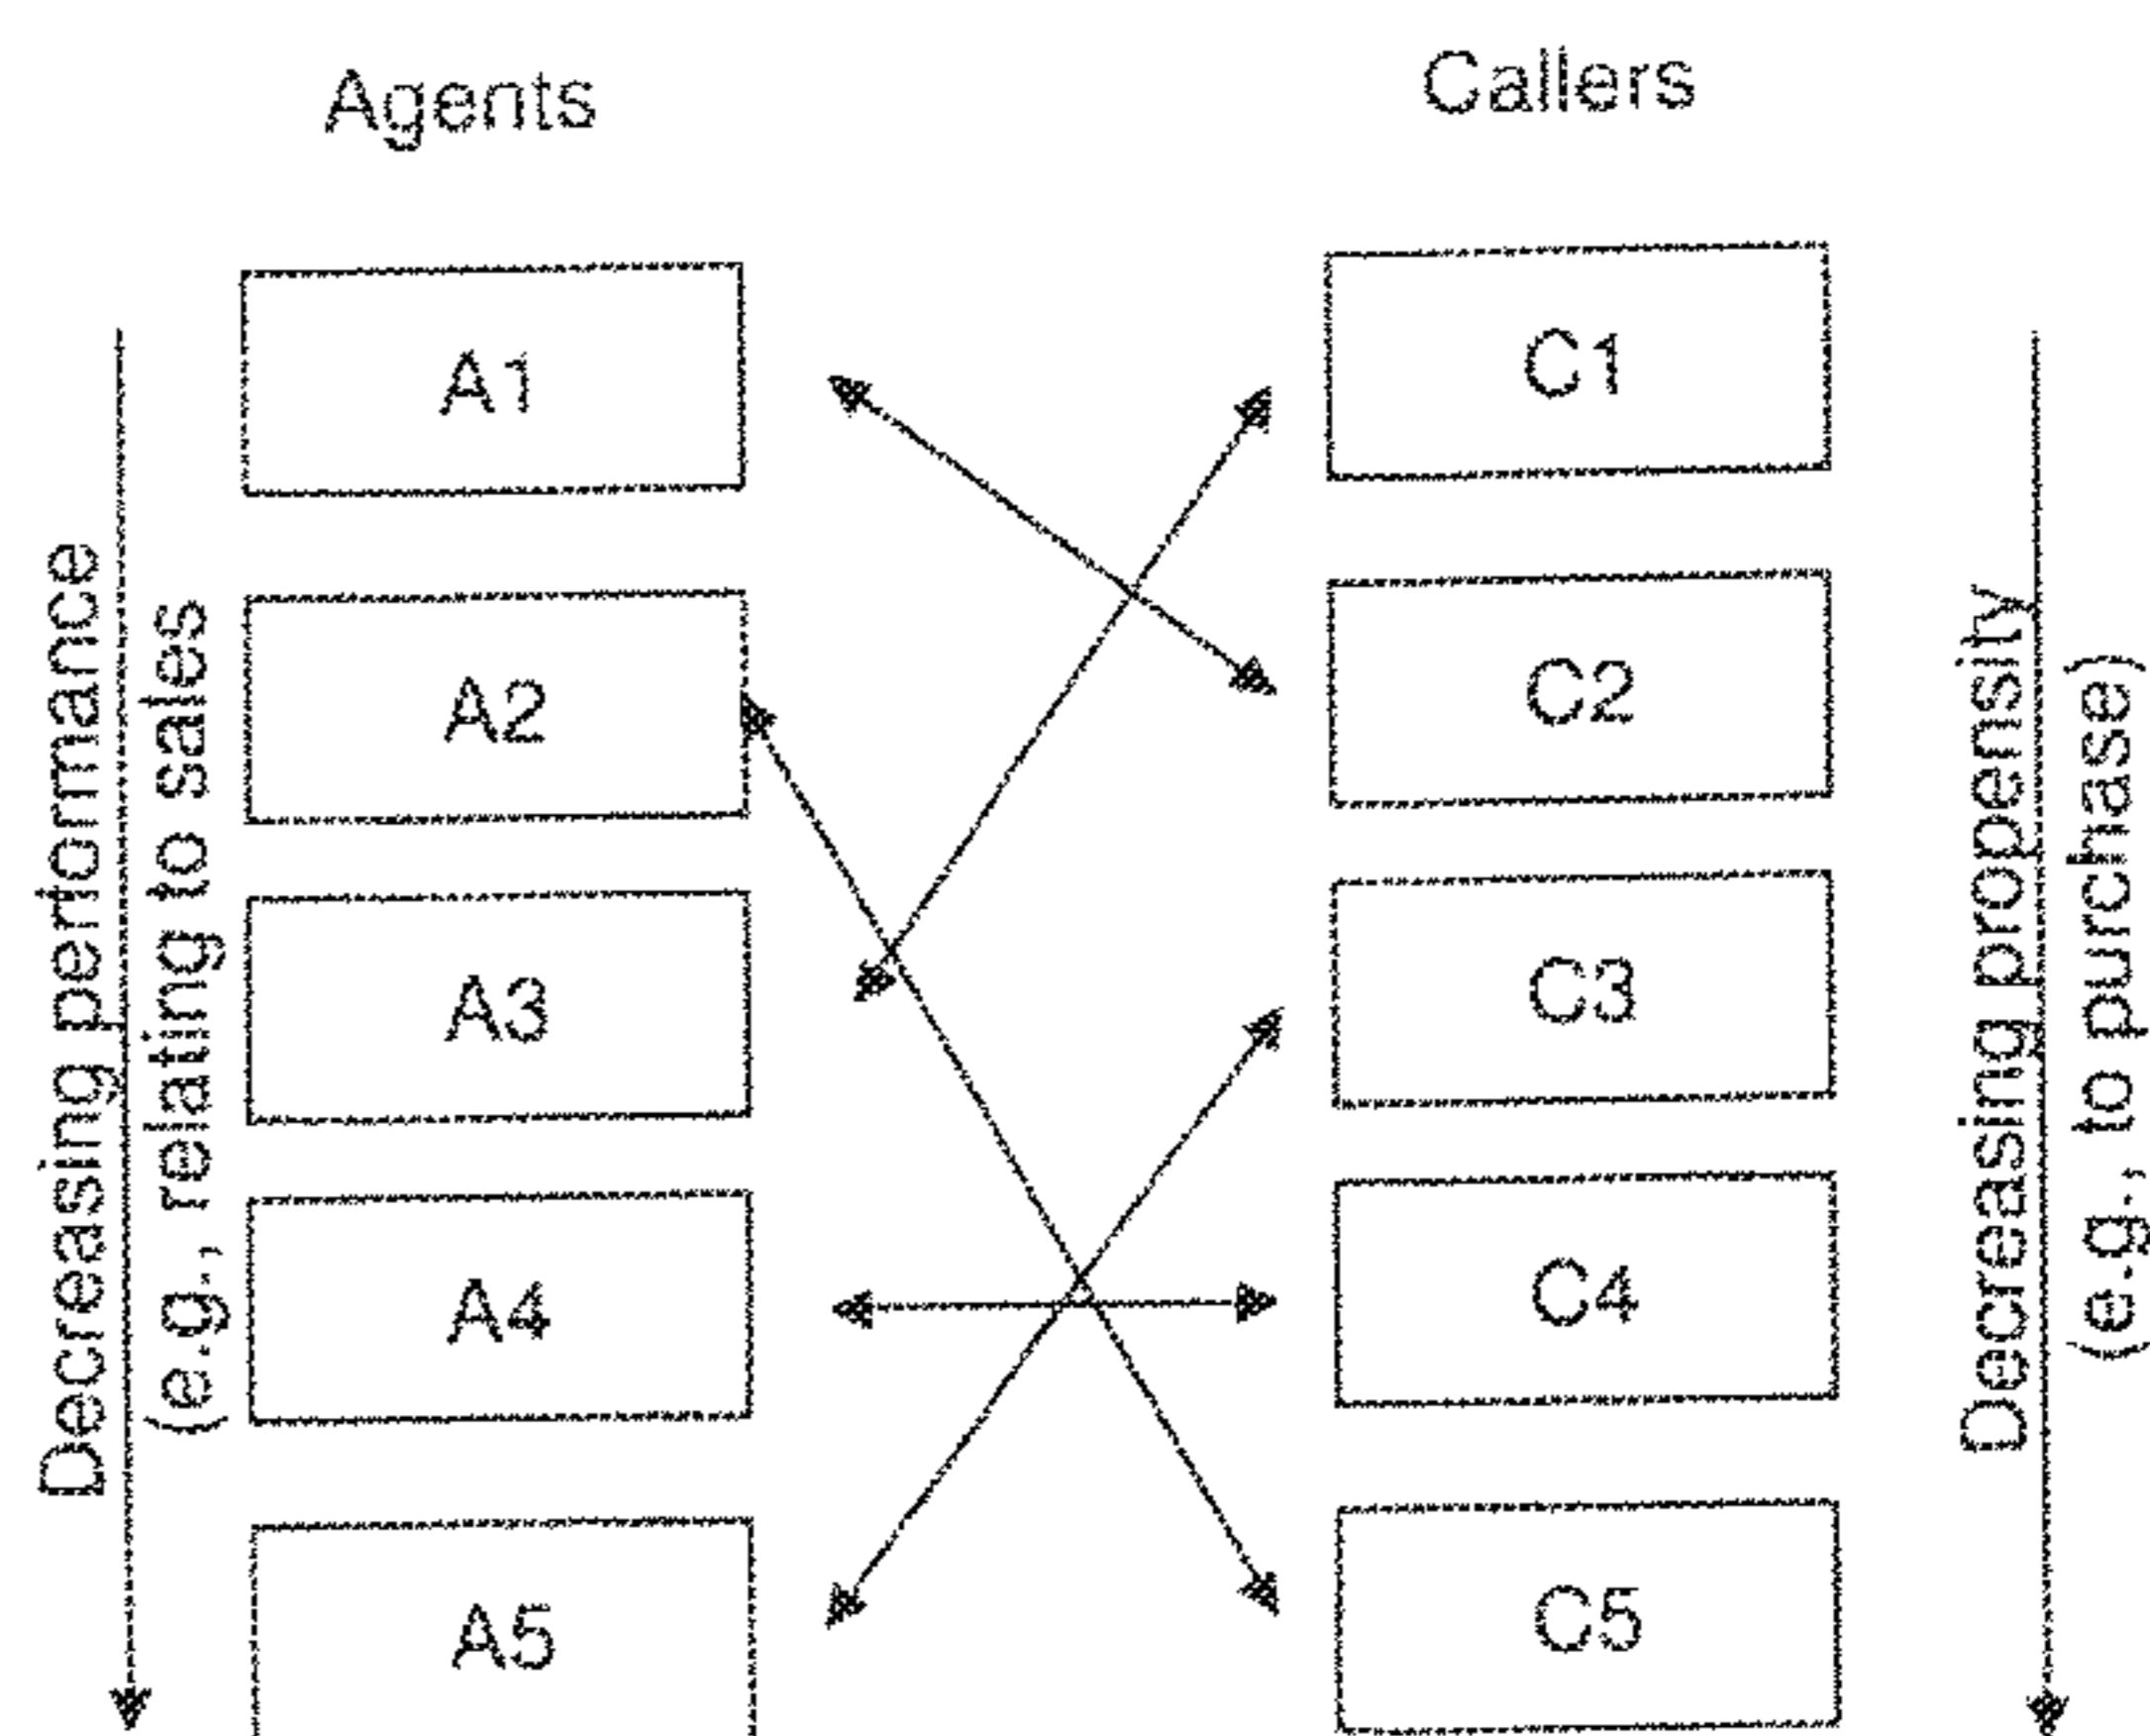 Agents
Callers
A1
C1
A2
C2
A3
C3
A4
C4
A5
C5
Decreasing performance
(e.g., relating to sales
Decreasing propensity
(e.g., to purchase)